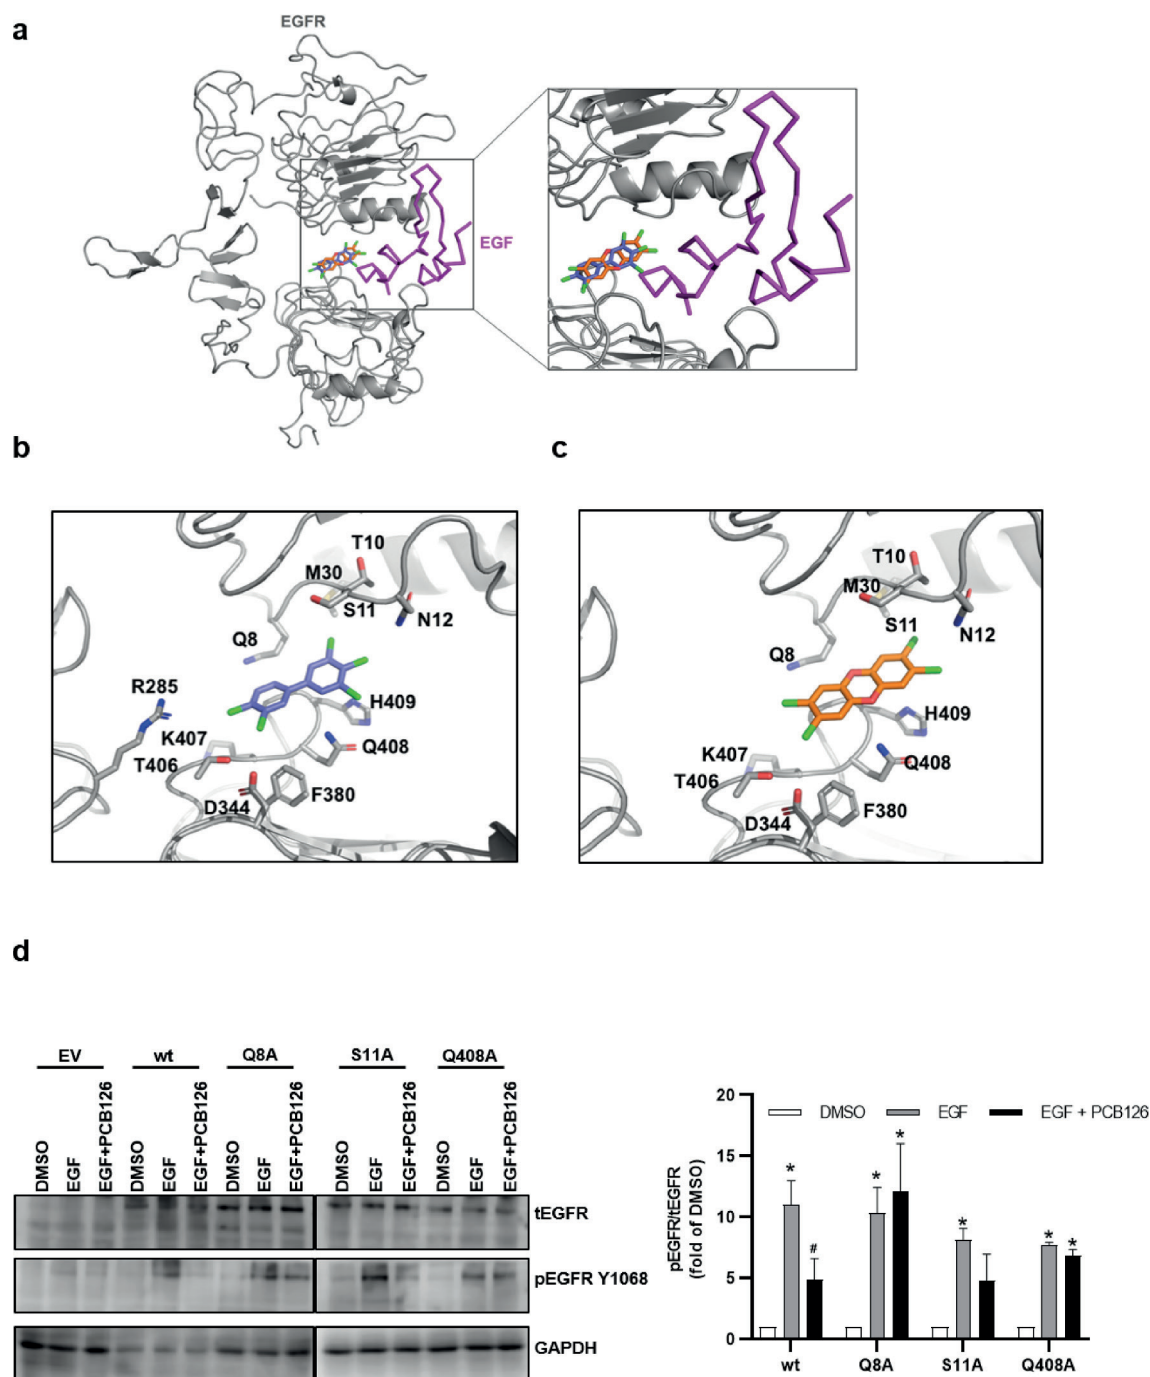 a
EGFR
EGF
b
c
T10
M30
S11
N12
Q8
R285
H409
K407
Q408
T406
F380
D344
T10
M30
S11
N12
Q8
H409
K407
Q408
T406
F380
D344
d
EV wt Q8A S11A Q408A
DMSO EGF EGF+PCB126 DMSO EGF EGF+PCB126 DMSO EGF EGF+PCB126 DMSO EGF EGF+PCB126 DMSO EGF EGF+PCB126
tEGFR
pEGFR Y1068
GAPDH
pEGFR/tEGFR
(fold of DMSO)
20
15
10
5
0
DMSO EGF EGF + PCB126
* # * * * * *
wt Q8A S11A Q408A